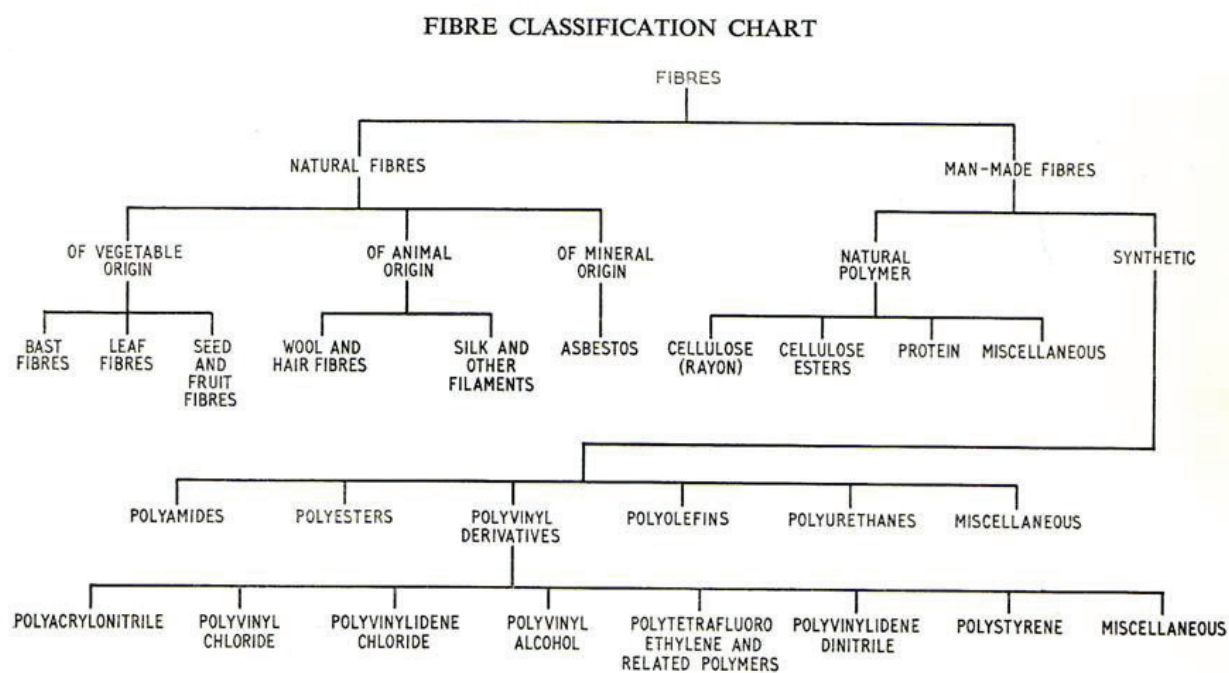 FIBRE CLASSIFICATION CHART
FIBRES
NATURAL FIBRES
MAN-MADE FIBRES
OF VEGETABLE
ORIGIN
OF ANIMAL
ORIGIN
OF MINERAL
ORIGIN
NATURAL
POLYMER
SYNTHETIC
BAST
FIBRES
LEAF
FIBRES
SEED
AND
FRUIT
FIBRES
WOOL AND
HAIR FIBRES
SILK AND
OTHER
FILAMENTS
ASBESTOS
CELLULOSE
(RAYON)
CELLULOSE
ESTERS
PROTEIN
MISCELLANEOUS
POLYAMIDES
POLYESTERS
POLYVINYL
DERIVATIVES
POLYOLEFINS
POLYURETHANES
MISCELLANEOUS
POLYACRYLONITRILE
POLYVINYL
CHLORIDE
POLYVINYLIDENE
CHLORIDE
POLYVINYL
ALCOHOL
POLYTETRAFLUORO
ETHYLENE AND
RELATED POLYMERS
POLYVINYLIDENE
DINITRILE
POLYSTYRENE
MISCELLANEOUS